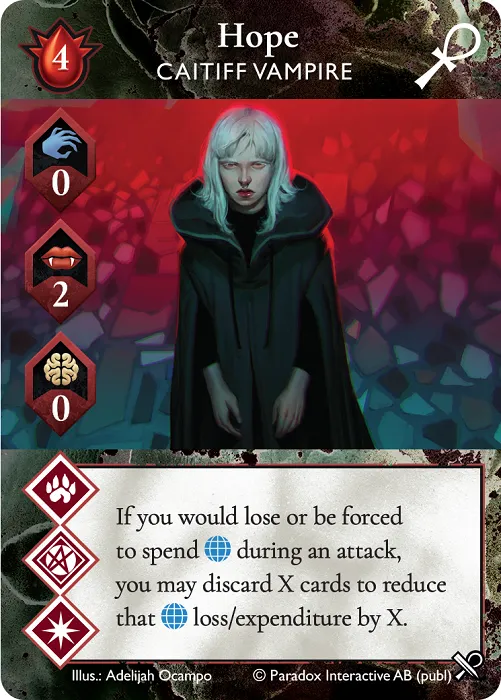 4
Hope
CAITIFF VAMPIRE
0
2
0
If you would lose or be forced
to spend during an attack,
you may discard X cards to reduce
that loss/expenditure by X.
Illus.: Adelijah Ocampo © Paradox Interactive AB (publ)